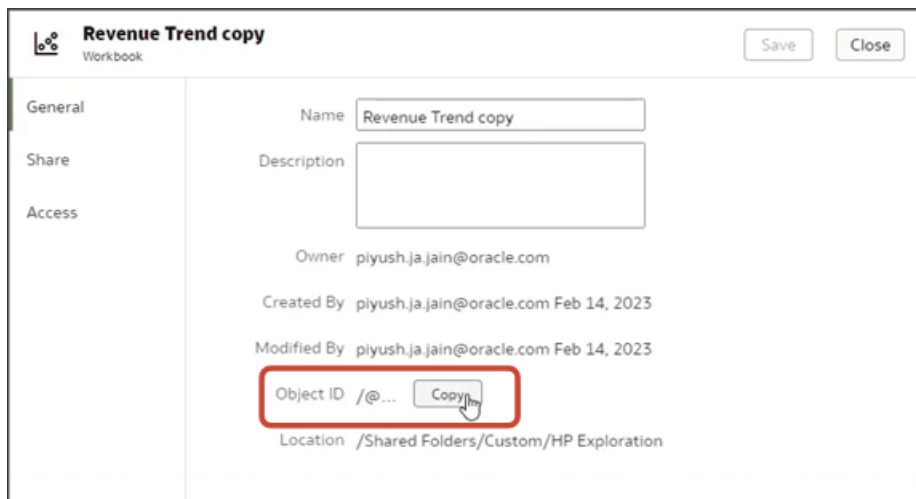 Revenue Trend copy
Workbook
Save
Close
General
Share
Access
Name Revenue Trend copy
Description
Owner piyush.ja.jain@oracle.com
Created By piyush.ja.jain@oracle.com Feb 14, 2023
Modified By piyush.ja.jain@oracle.com Feb 14, 2023
Object ID /@... Copy
Location /Shared Folders/Custom/HP Exploration